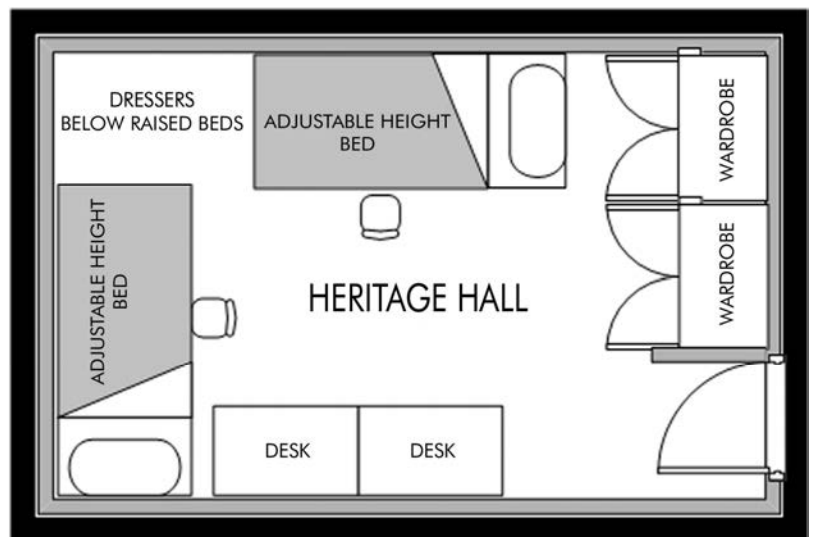 DRESSERS
BELOW RAISED BEDS
ADJUSTABLE HEIGHT
BED
WARDROBE
ADJUSTABLE HEIGHT
BED
HERITAGE HALL
WARDROBE
DESK
DESK